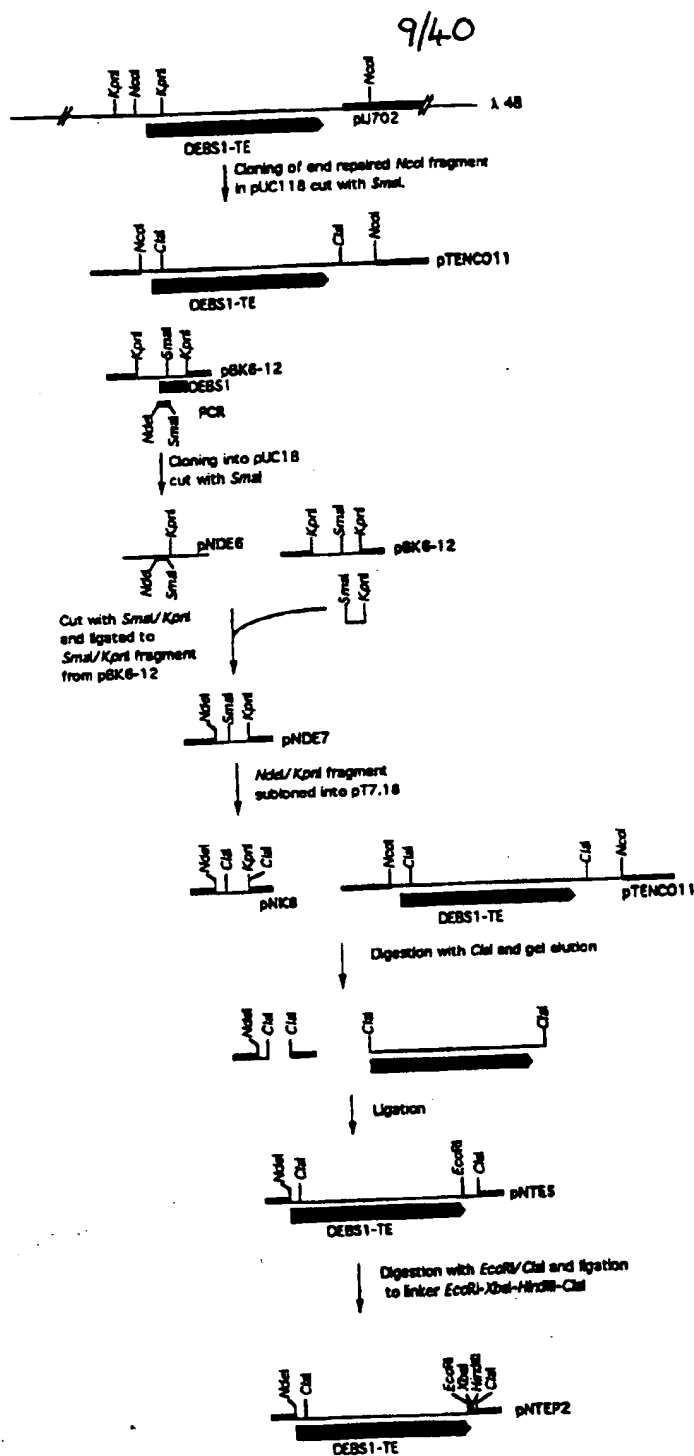 9/40
KpnI NcoI KpnI NcoI
λ 48
pIJ702
DEBS1-TE
Cloning of end repaired NcoI fragment
in pUC118 cut with SmaI.
NcoI ClaI ClaI NcoI
pTENCO11
DEBS1-TE
KpnI SmaI KpnI
pBK6-12
DEBS1
PCR
NdeI SmaI
Cloning into pUC18
cut with SmaI
KpnI
pNDE6
NdeI SmaI
KpnI SmaI KpnI
pBK6-12
SmaI KpnI
Cut with SmaI/KpnI
and ligated to
SmaI/KpnI fragment
from pBK6-12
NdeI SmaI KpnI
pNDE7
NdeI/KpnI fragment
subloned into pT7.18
NdeI ClaI KpnI ClaI
pNK8
NcoI ClaI ClaI NcoI
pTENCO11
DEBS1-TE
Digestion with ClaI and gel elution
NdeI ClaI ClaI ClaI ClaI
Ligation
NdeI ClaI EcoRI ClaI
pNTE5
DEBS1-TE
Digestion with EcoRI/ClaI and ligation
to linker EcoRI-XbaI-HindIII-ClaI
NdeI ClaI EcoRI XbaI HindIII ClaI
pNTEP2
DEBS1-TE